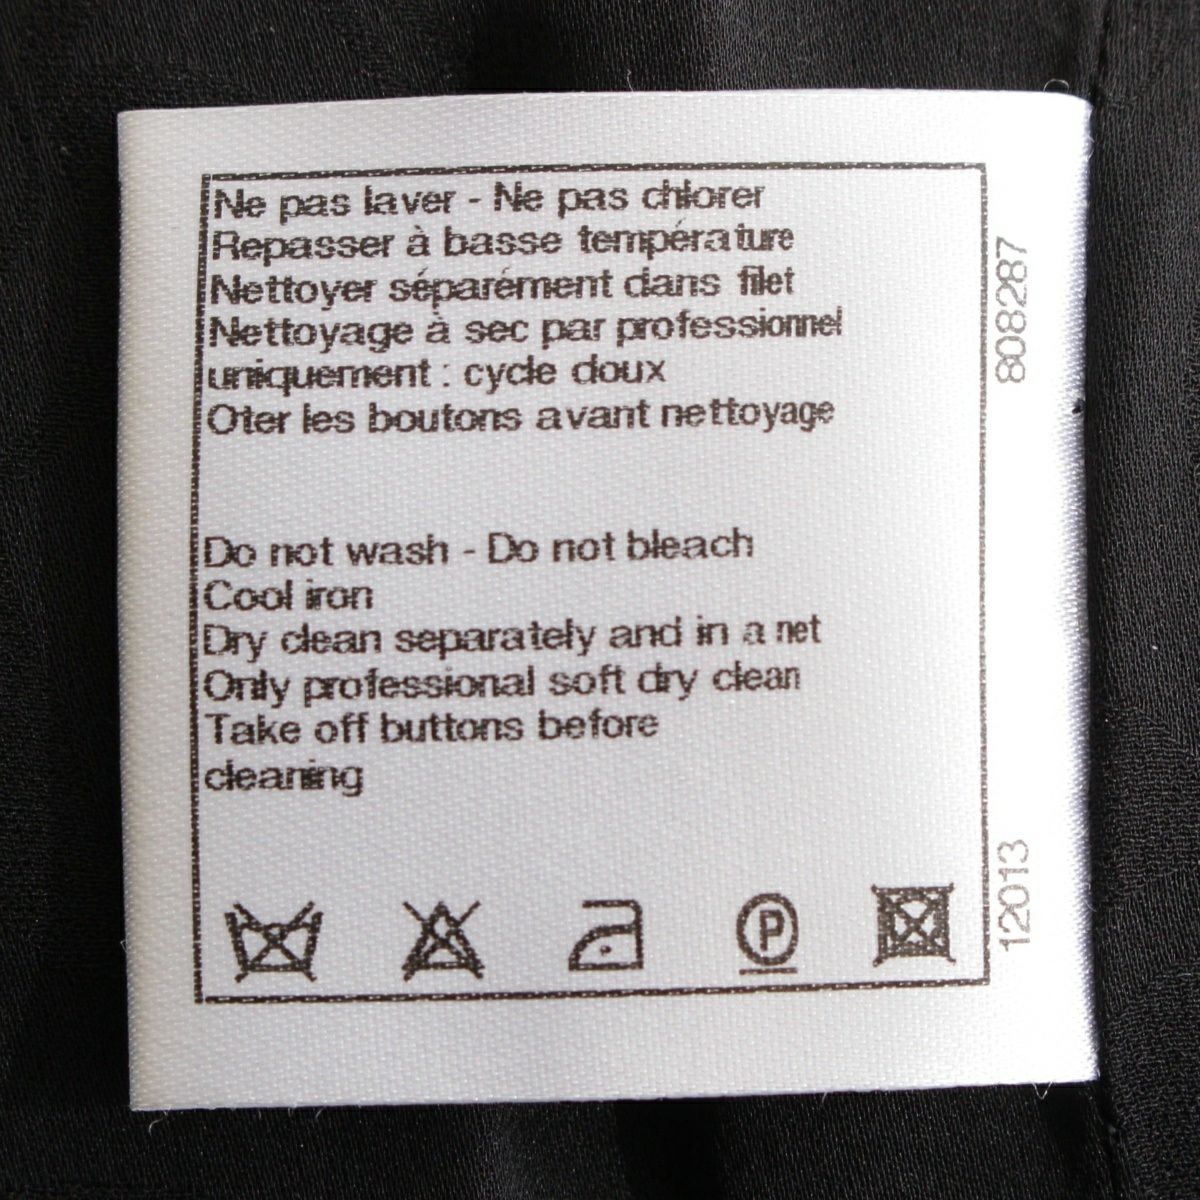 Ne pas laver - Ne pas chlorer
Repasser à basse température
Nettoyer séparément dans filet
Nettoyage à sec par professionnel
uniquement : cycle doux
Oter les boutons avant nettoyage
Do not wash - Do not bleach
Cool iron
Dry clean separately and in a net
Only professional soft dry clean
Take off buttons before
cleaning
P
8088287
12013